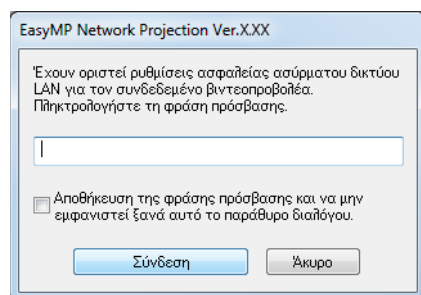 EasyMP Network Projection Ver.X.XX
Έχουν οριστεί ρυθμίσεις ασφαλείας ασύρματου δικτύου
LAN για τον συνδεδεμένο βιντεοπροβολέα.
Πληκτρολογήστε τη φράση πρόσβασης.
Αποθήκευση της φράσης πρόσβασης και να μην
εμφανιστεί ξανά αυτό το παράθυρο διαλόγου.
Σύνδεση
Άκυρο